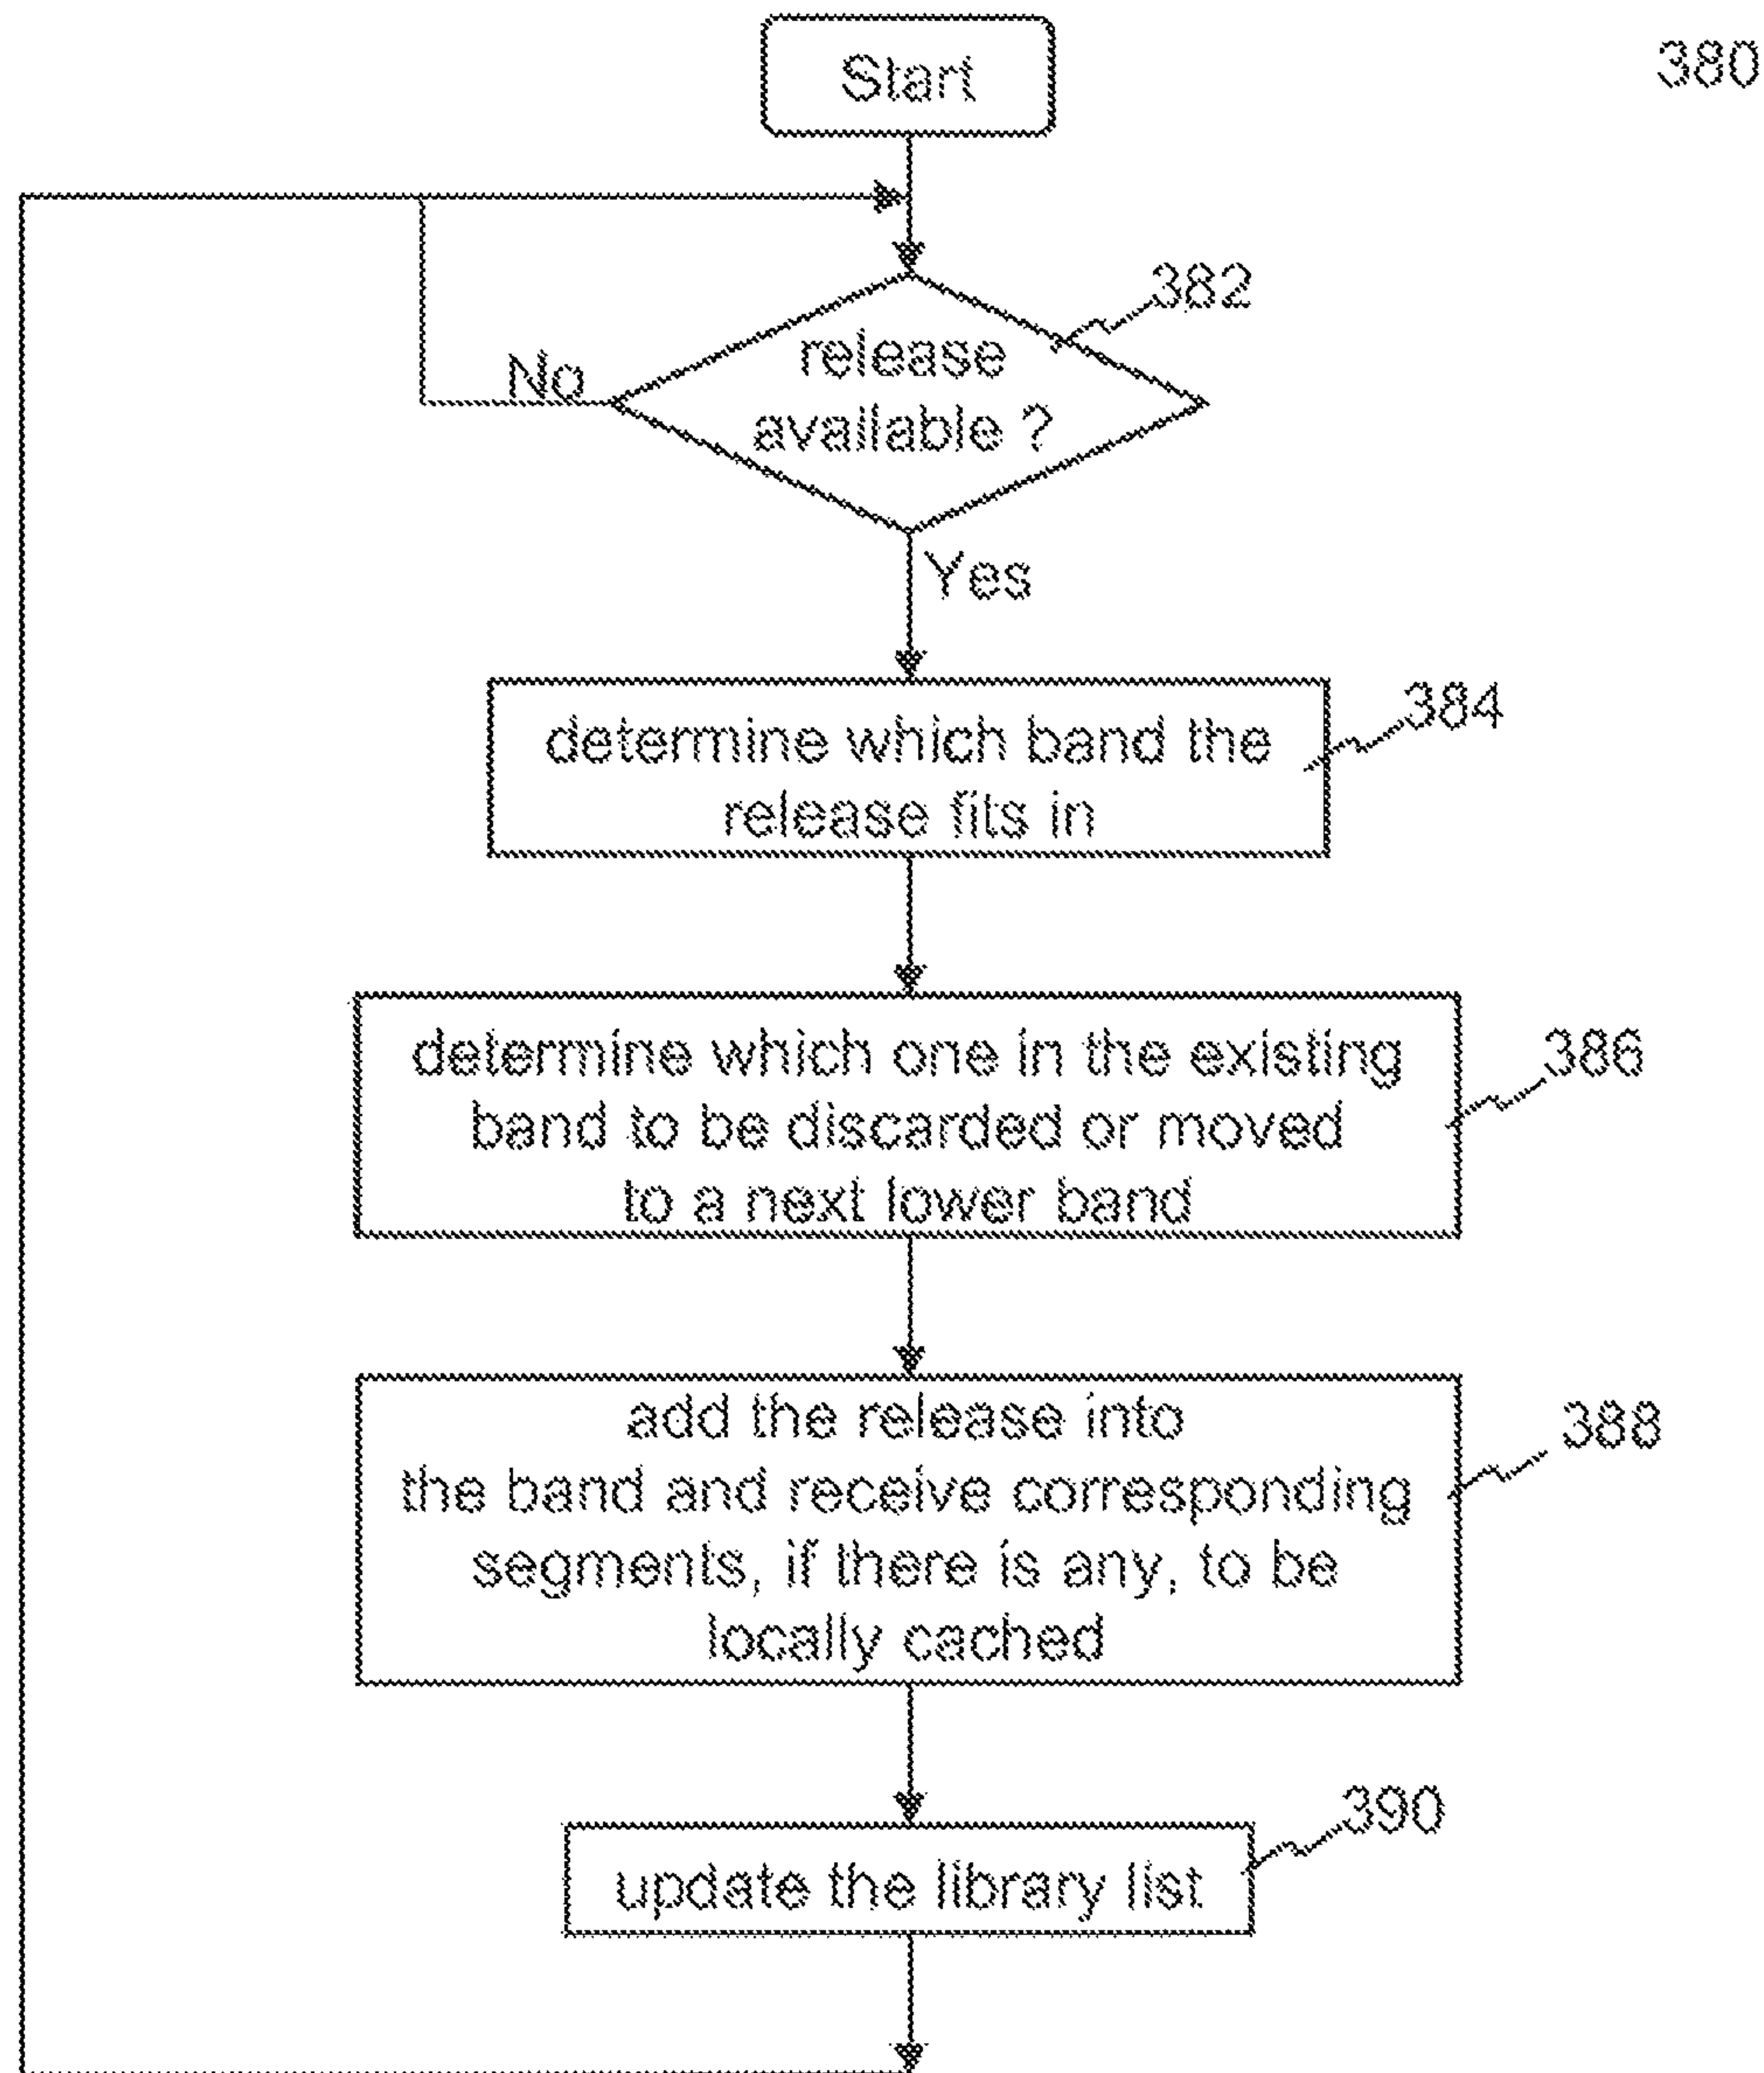 Start
380
382
release
available ?
No
Yes
384
determine which band the
release fits in
386
determine which one in the existing
band to be discarded or moved
to a next lower band
388
add the release into
the band and receive corresponding
segments, if there is any, to be
locally cached
390
update the library list